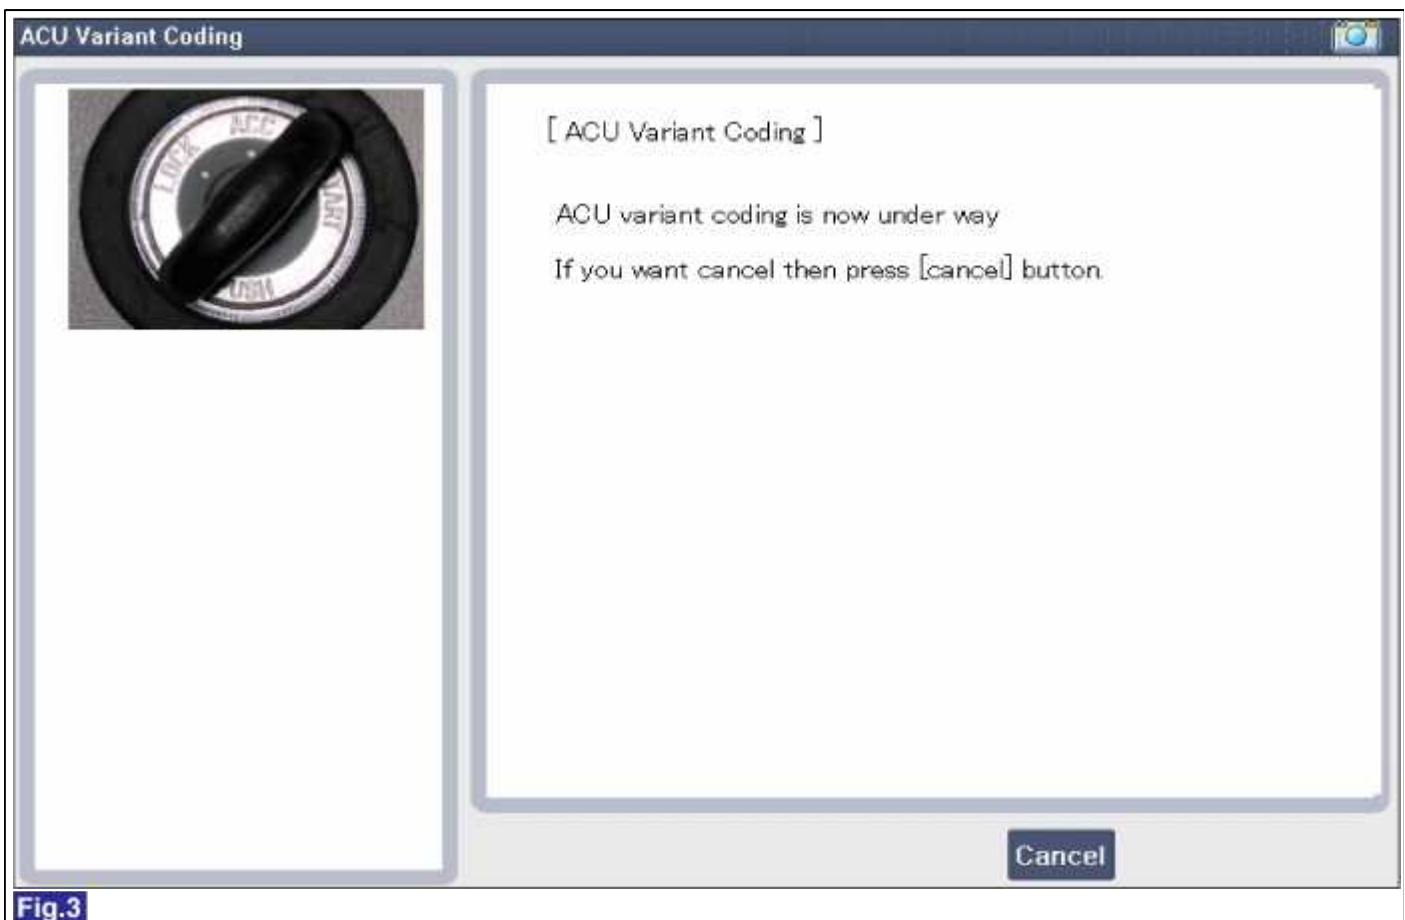 ACU Variant Coding
ACC
LOCK
PUSH
[ ACU Variant Coding ]
ACU variant coding is now under way
If you want cancel then press [cancel] button.
Cancel
Fig.3